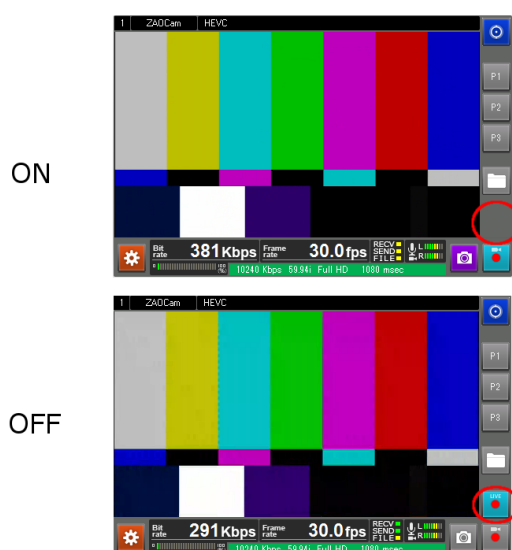 1 ZAOCam HEVC
P1
P2
P3
ON
Bit rate 381Kbps Frame rate 30.0fps RECV SEND FILE L R
10240 Kbps 59.94i Full HD 1080 msec
1 ZAOCam HEVC
P1
P2
P3
OFF
LIVE
Bit rate 291Kbps Frame rate 30.0fps RECV SEND FILE L R
10240 Kbps 59.94i Full HD 1080 msec